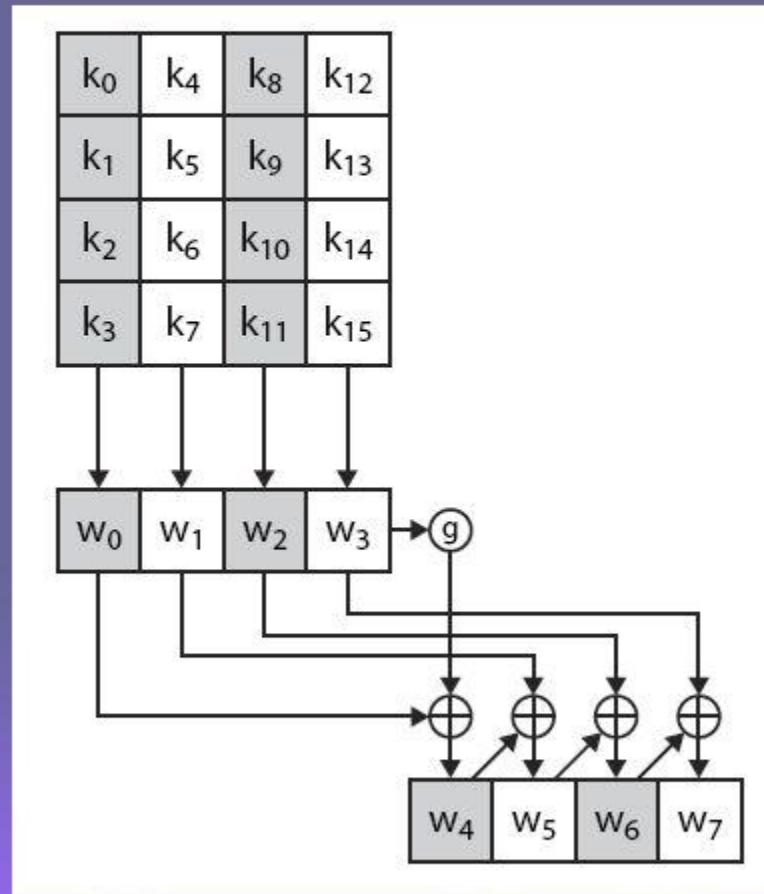 k₀ k₄ k₈ k₁₂
k₁ k₅ k₉ k₁₃
k₂ k₆ k₁₀ k₁₄
k₃ k₇ k₁₁ k₁₅
w₀ w₁ w₂ w₃ g
w₄ w₅ w₆ w₇